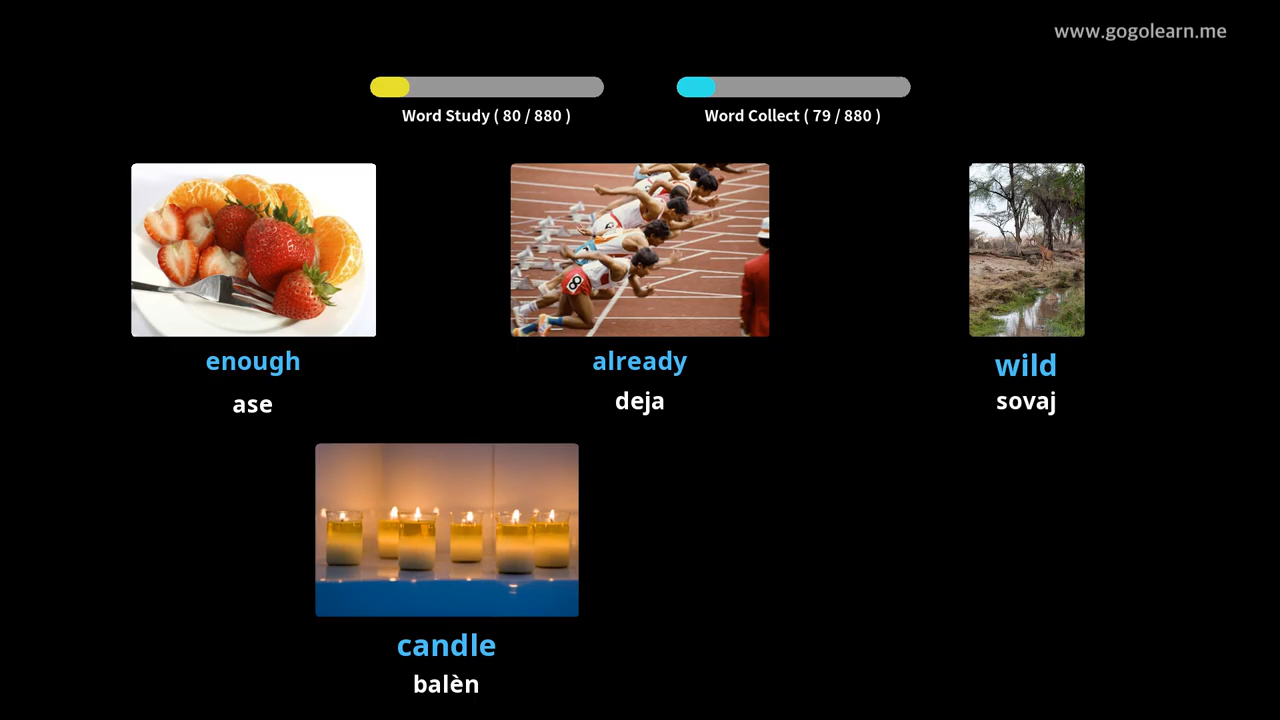 www.gogolearn.me
Word Study ( 80 / 880 )
Word Collect ( 79 / 880 )
enough
ase
already
deja
wild
sovaj
candle
balèn